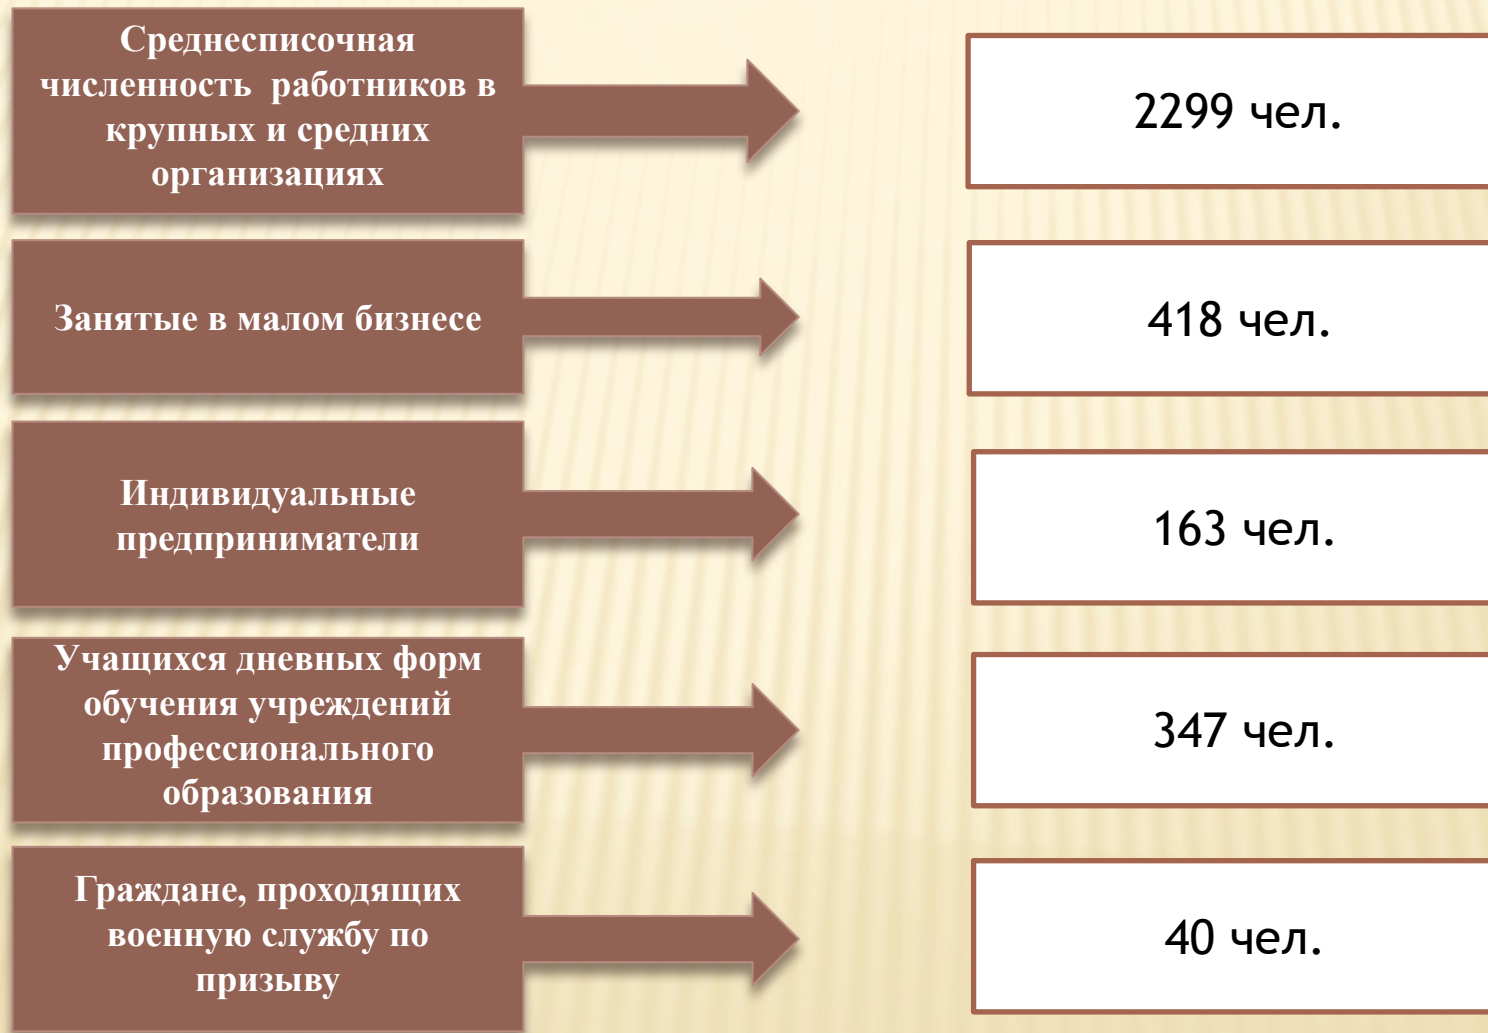 Среднесписочная
численность работников в
крупных и средних
организациях
2299 чел.
Занятые в малом бизнесе
418 чел.
Индивидуальные
предприниматели
163 чел.
Учащихся дневных форм
обучения учреждений
профессионального
образования
347 чел.
Граждане, проходящих
военную службу по
призыву
40 чел.